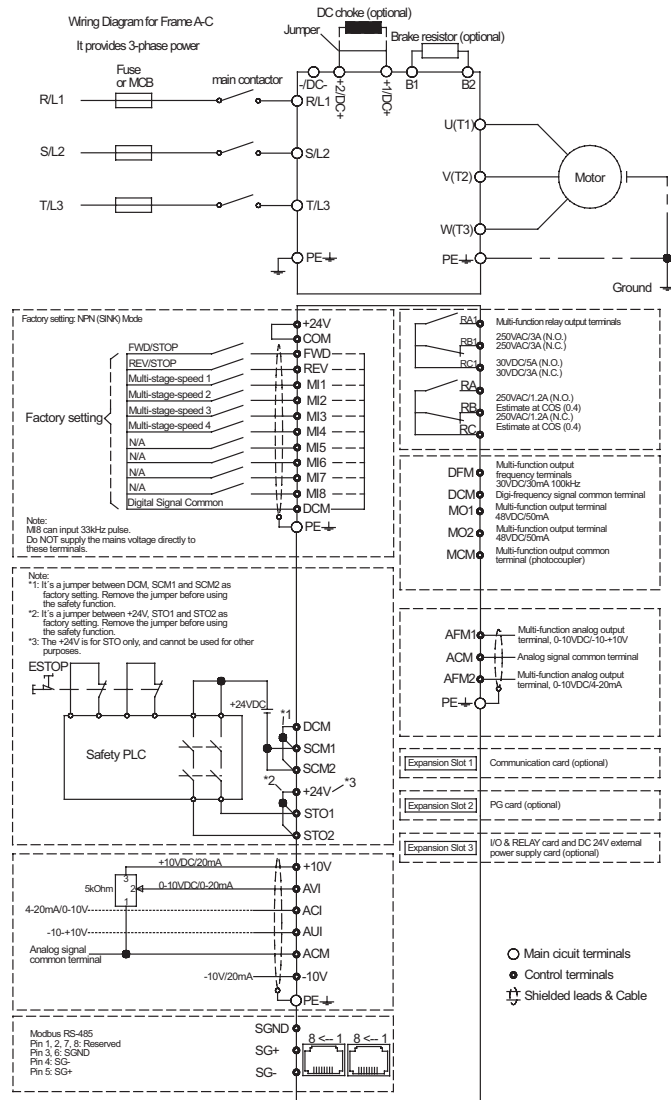 Wiring Diagram for Frame A-C
It provides 3-phase power
DC choke (optional)
Jumper
Brake resistor (optional)
Fuse
or MCB
main contactor
-/DC-
+2/DC+
+1/DC+
B1
B2
R/L1
R/L1
U(T1)
S/L2
S/L2
V(T2)
Motor
T/L3
T/L3
W(T3)
PE
PE
Ground
Factory setting: NPN (SINK) Mode
+24V
COM
FWD/STOP
FWD
REV/STOP
REV
Multi-stage-speed 1
MI1
Multi-stage-speed 2
MI2
Factory setting
Multi-stage-speed 3
MI3
Multi-stage-speed 4
MI4
N/A
MI5
N/A
MI6
N/A
MI7
N/A
MI8
Digital Signal Common
DCM
PE
Note:
MI8 can input 33kHz pulse.
Do NOT supply the mains voltage directly to
these terminals.
RA1
Multi-function relay output terminals
RB1
250VAC/3A (N.O.)
250VAC/3A (N.C.)
RC1
30VDC/5A (N.O.)
30VDC/3A (N.C.)
RA
250VAC/1.2A (N.O.)
RB
Estimate at COS (0.4)
250VAC/1.2A (N.C.)
RC
Estimate at COS (0.4)
DFM
Multi-function output
frequency terminals
30VDC/30mA 100kHz
DCM
Digi-frequency signal common terminal
MO1
Multi-function output terminal
48VDC/50mA
MO2
Multi-function output terminal
48VDC/50mA
MCM
Multi-function output common
terminal (photocoupler)
Note:
*1: It´s a jumper between DCM, SCM1 and SCM2 as
factory setting. Remove the jumper before using
the safety function.
*2: It´s a jumper between +24V, STO1 and STO2 as
factory setting. Remove the jumper before using
the safety function.
*3: The +24V is for STO only, and cannot be used for other
purposes.
ESTOP
+24VDC
*1
DCM
Safety PLC
SCM1
SCM2
*2
+24V
*3
STO1
STO2
AFM1
Multi-function analog output
terminal, 0-10VDC/-10-+10V
ACM
Analog signal common terminal
AFM2
Multi-function analog output
terminal, 0-10VDC/4-20mA
PE
Expansion Slot 1
Communication card (optional)
Expansion Slot 2
PG card (optional)
Expansion Slot 3
I/O & RELAY card and DC 24V external
power supply card (optional)
+10VDC/20mA
+10V
3
5kOhm
2
0-10VDC/0-20mA
AVI
1
4-20mA/0-10V
ACI
-10-+10V
AUI
Analog signal
common terminal
ACM
-10V/20mA
-10V
PE
Main cicuit terminals
Control terminals
Shielded leads & Cable
Modbus RS-485
Pin 1, 2, 7, 8: Reserved
Pin 3, 6: SGND
Pin 4: SG-
Pin 5: SG+
SGND
SG+
8 <-- 1
8 <-- 1
SG-